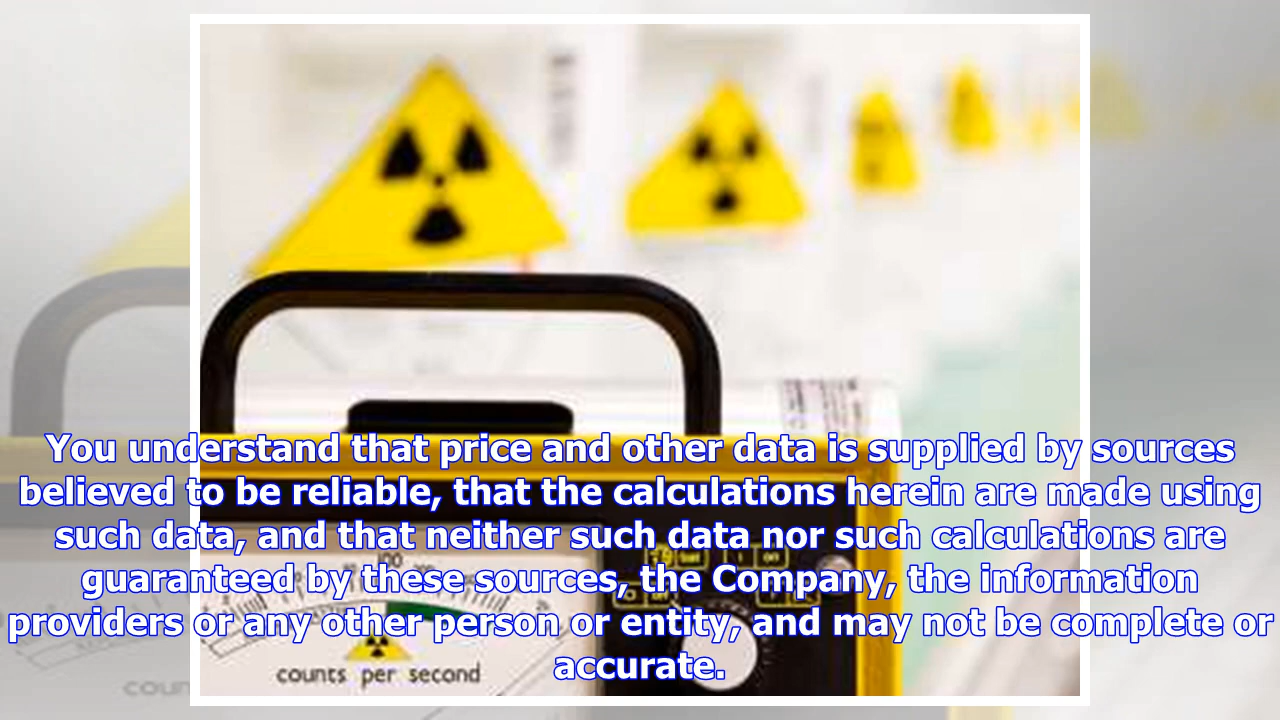 You understand that price and other data is supplied by sources
believed to be reliable, that the calculations herein are made using
such data, and that neither such data nor such calculations are
guaranteed by these sources, the Company, the information
providers or any other person or entity, and may not be complete or
accurate.
100
counts per second